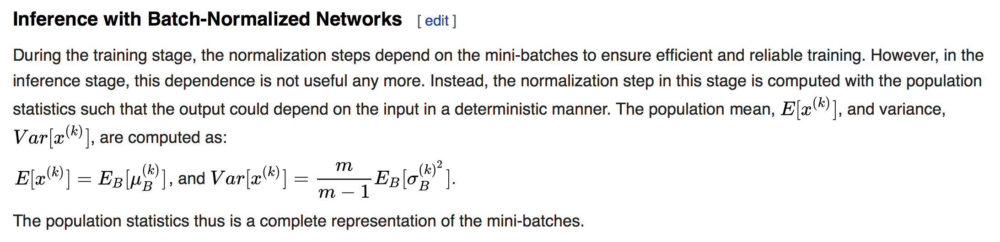 Inference with Batch-Normalized Networks [ edit ]
During the training stage, the normalization steps depend on the mini-batches to ensure efficient and reliable training. However, in the
inference stage, this dependence is not useful any more. Instead, the normalization step in this stage is computed with the population
statistics such that the output could depend on the input in a deterministic manner. The population mean, $E[x^{(k)}]$, and variance,
$Var[x^{(k)}]$, are computed as:
$E[x^{(k)}] = E_B[\mu_B^{(k)}]$, and $Var[x^{(k)}] = \frac{m}{m-1} E_B[\sigma_B^{(k)^2}]$.
The population statistics thus is a complete representation of the mini-batches.